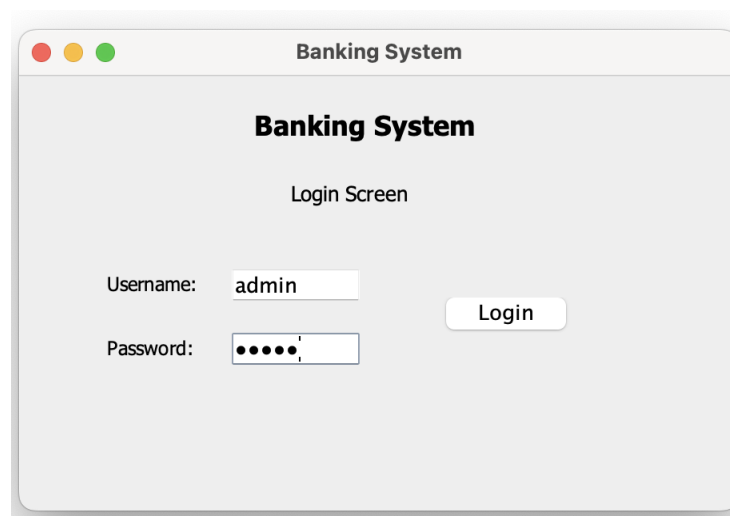 Banking System
Banking System
Login Screen
Username: admin
Login
Password: •••••